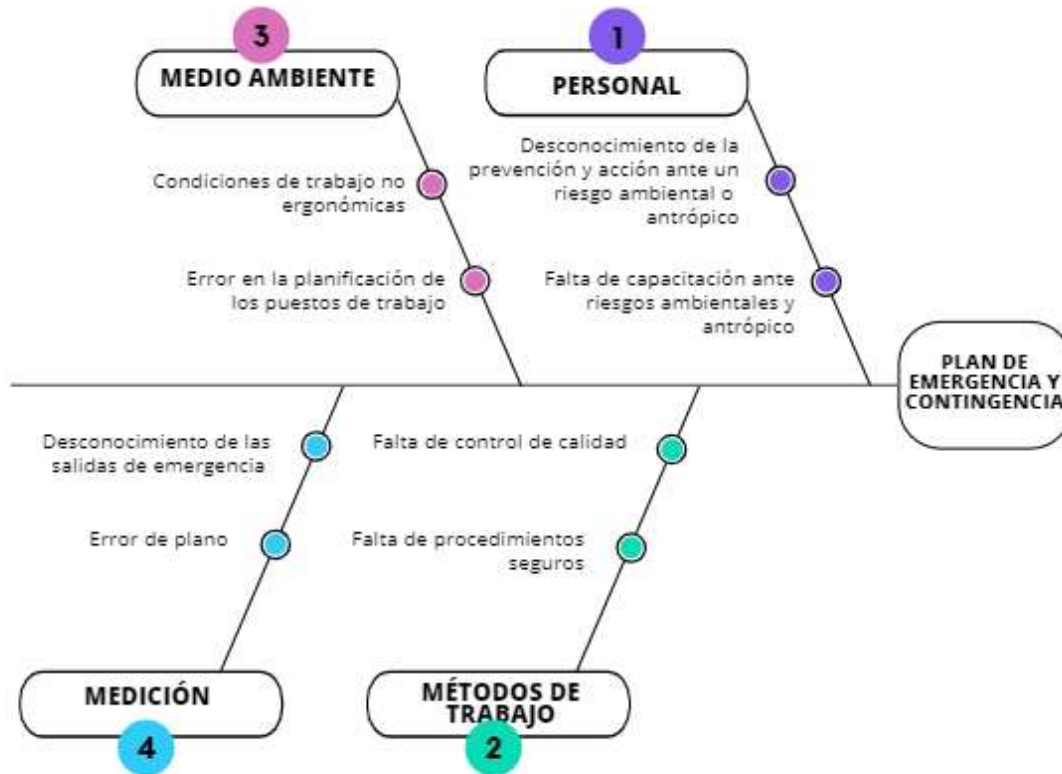 3
MEDIO AMBIENTE
Condiciones de trabajo no
ergonómicas
Error en la planificación de
los puestos de trabajo
1
PERSONAL
Desconocimiento de la
prevención y acción ante un
riesgo ambiental o
antrópico
Falta de capacitación ante
riesgos ambientales y
antrópico
PLAN DE
EMERGENCIA Y
CONTINGENCIA
Desconocimiento de las
salidas de emergencia
Error de plano
MEDICIÓN
4
Falta de control de calidad
Falta de procedimientos
seguros
MÉTODOS DE
TRABAJO
2